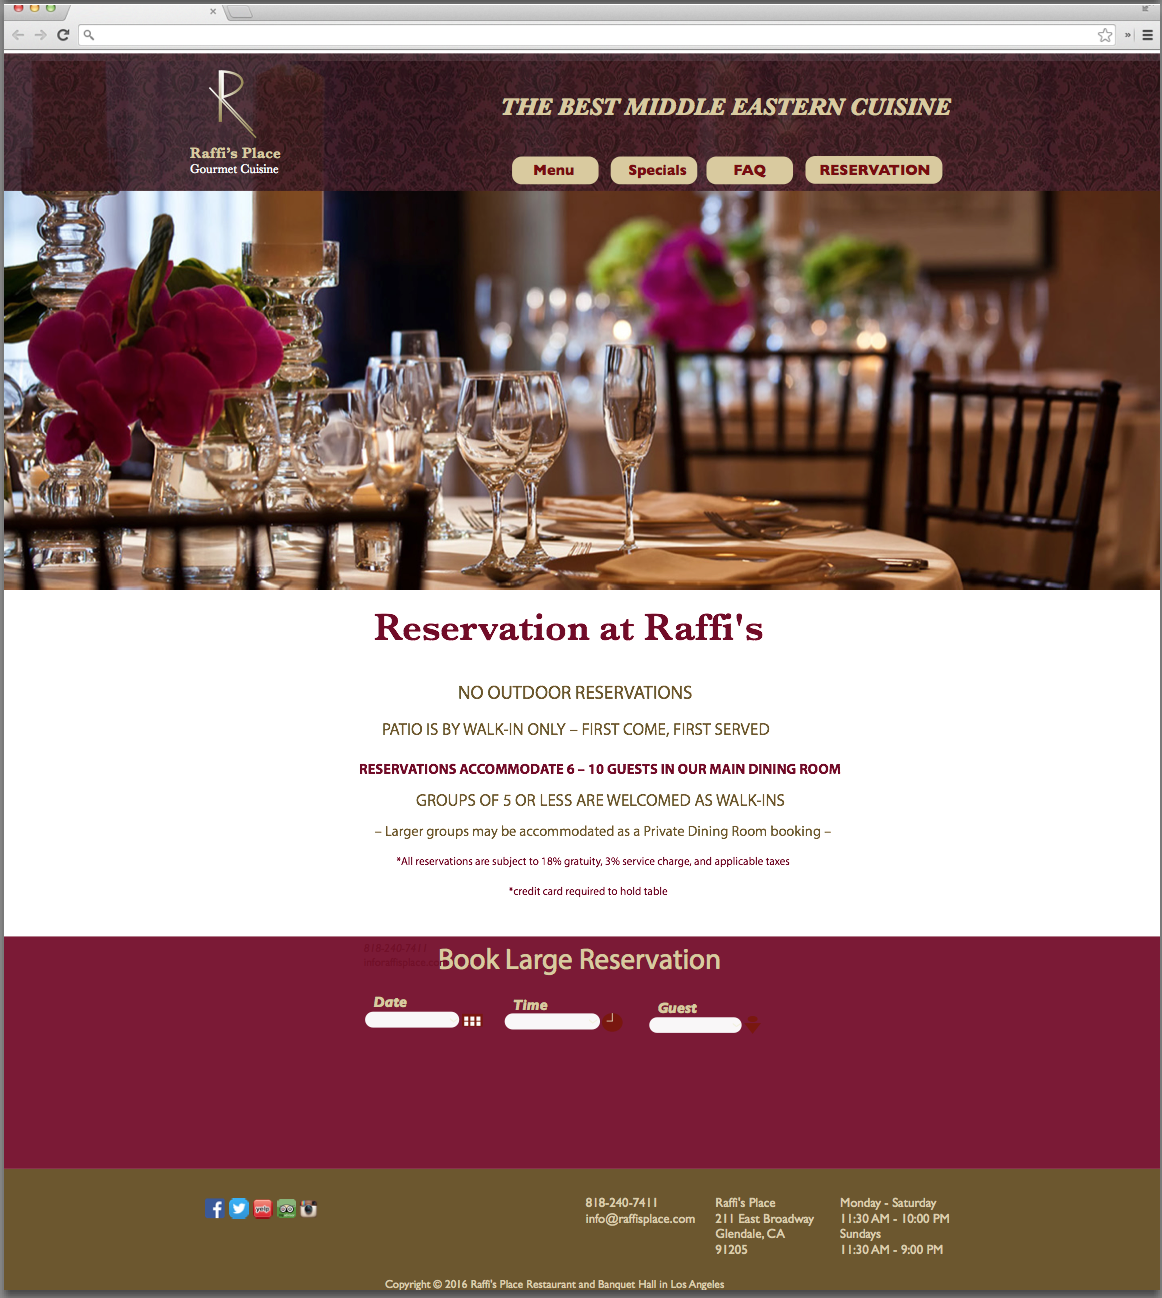 R
Raffi's Place
Gourmet Cuisine
THE BEST MIDDLE EASTERN CUISINE
Menu
Specials
FAQ
RESERVATION
Reservation at Raffi's
NO OUTDOOR RESERVATIONS
PATIO IS BY WALK-IN ONLY – FIRST COME, FIRST SERVED
RESERVATIONS ACCOMMODATE 6 – 10 GUESTS IN OUR MAIN DINING ROOM
GROUPS OF 5 OR LESS ARE WELCOMED AS WALK-INS
– Larger groups may be accommodated as a Private Dining Room booking –
*All reservations are subject to 18% gratuity, 3% service charge, and applicable taxes
*credit card required to hold table
818-240-7411
Book Large Reservation
Date
Time
Guest
yelp
818-240-7411
info@raffisplace.com
Raffi's Place
211 East Broadway
Glendale, CA
91205
Monday - Saturday
11:30 AM - 10:00 PM
Sundays
11:30 AM - 9:00 PM
Copyright © 2016 Raffi's Place Restaurant and Banquet Hall in Los Angeles